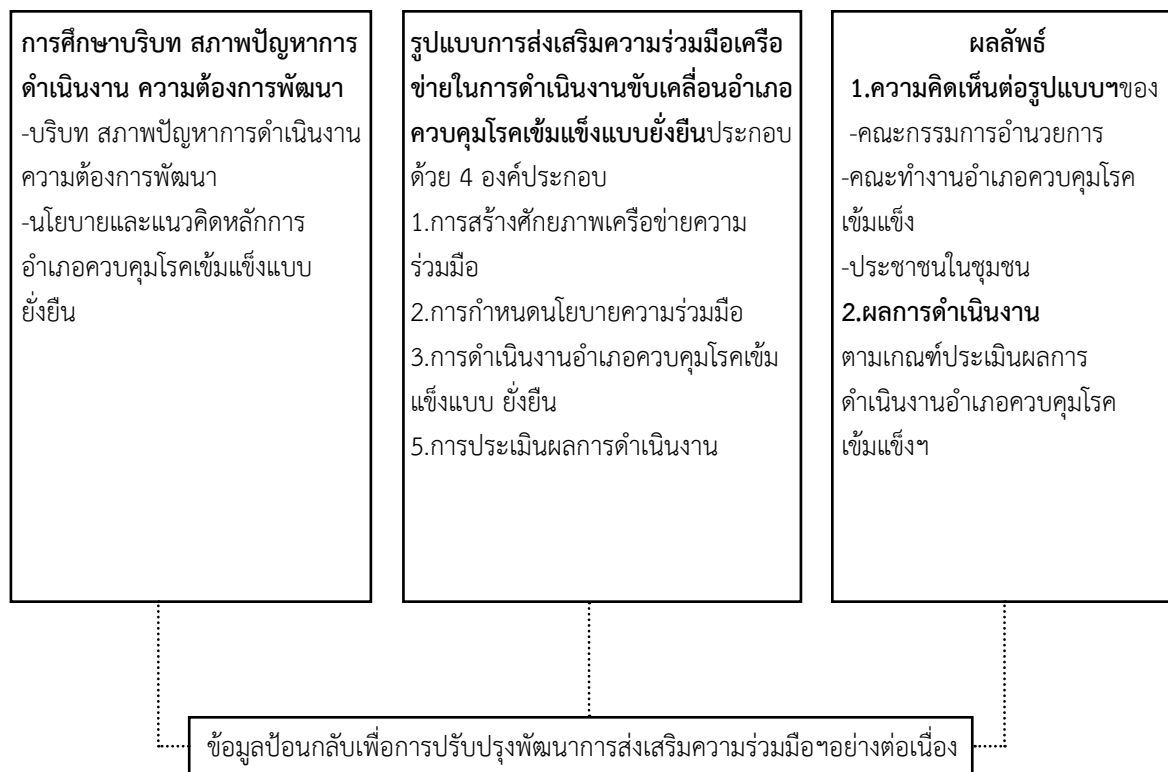 การศึกษาบริบท สภาพปัญหาการ
ดำเนินงาน ความต้องการพัฒนา
-บริบท สภาพปัญหาการดำเนินงาน
ความต้องการพัฒนา
-นโยบายและแนวคิดหลักการ
อำเภอควบคุมโรคเข้มแข็งแบบ
ยั่งยืน
รูปแบบการส่งเสริมความร่วมมือเครือ
ข่ายในการดำเนินงานขับเคลื่อนอำเภอ
ควบคุมโรคเข้มแข็งแบบยั่งยืนประกอบ
ด้วย 4 องค์ประกอบ
1.การสร้างศักยภาพเครือข่ายความ
ร่วมมือ
2.การกำหนดนโยบายความร่วมมือ
3.การดำเนินงานอำเภอควบคุมโรคเข้ม
แข็งแบบ ยั่งยืน
5.การประเมินผลการดำเนินงาน
ผลลัพธ์
1.ความคิดเห็นต่อรูปแบบฯของ
-คณะกรรมการอำนวยการ
-คณะทำงานอำเภอควบคุมโรค
เข้มแข็ง
-ประชาชนในชุมชน
2.ผลการดำเนินงาน
ตามเกณฑ์ประเมินผลการ
ดำเนินงานอำเภอควบคุมโรค
เข้มแข็งฯ
ข้อมูลป้อนกลับเพื่อการปรับปรุงพัฒนาการส่งเสริมความร่วมมือฯอย่างต่อเนื่อง